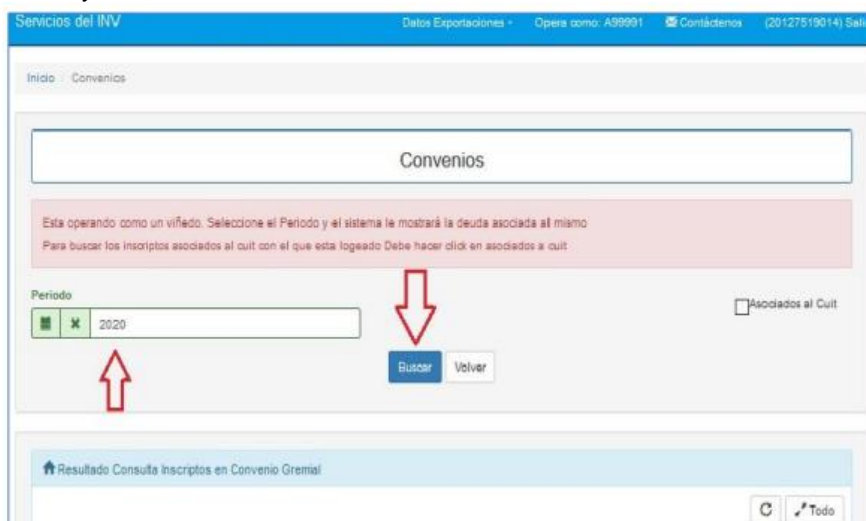 Servicios del INV Datos Exportaciones Opera como: A99991 Contáctenos (20127519014) Sali
Inicio / Convenios
Convenios
Esta operando como un viñedo. Seleccione el Periodo y el sistema le mostrará la deuda asociada al mismo
Para buscar los inscriptos asociados al cuit con el que esta logeado Debe hacer click en asociados a cuit
Periodo
Asociados al Cuit
2020
Buscar Volver
Resultado Consulta Inscriptos en Convenio Gremial
Todo